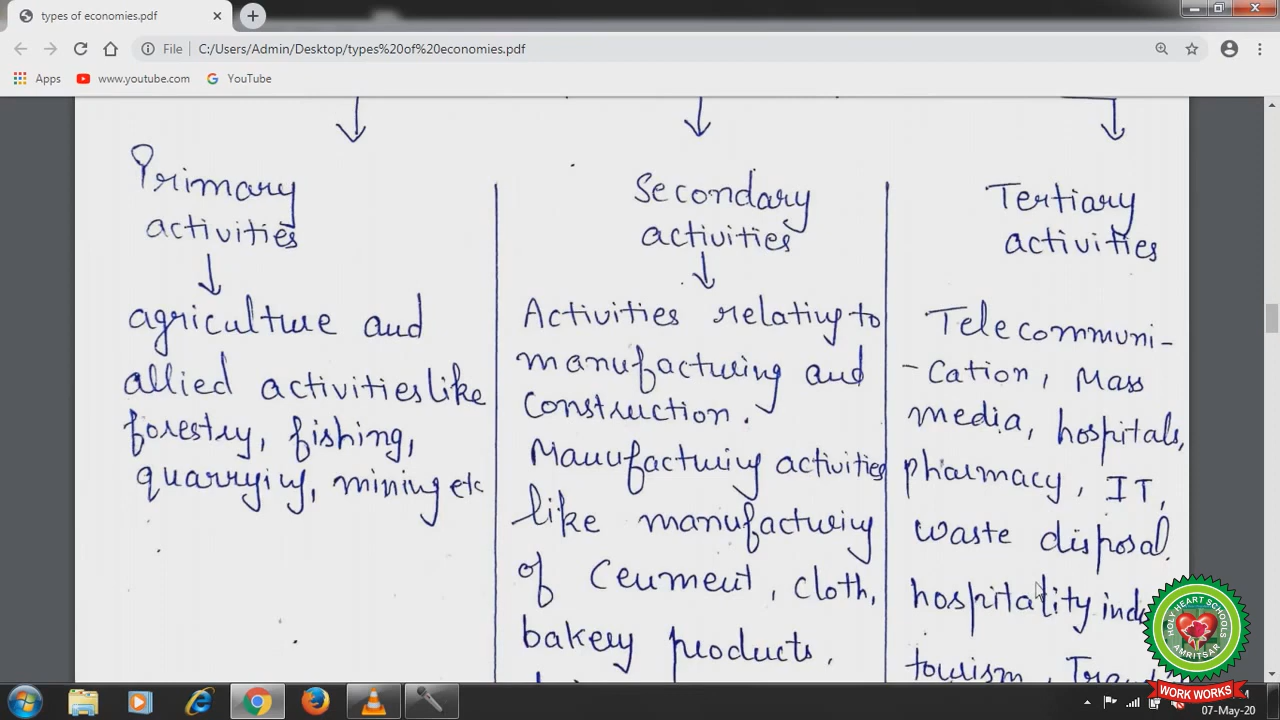 types of economies.pdf
File
C:/Users/Admin/Desktop/types%20of%20economies.pdf
Apps
www.youtube.com
YouTube
Primary
activities
agriculture and
allied activities like
forestry, fishing,
quarrying, mining etc
Secondary
activities
Activities relating to
manufacturing and
Construction.
Manufacturing activities
like manufacturing
of Cement, cloth,
bakery products,
Tertiary
activities
Telecommuni-
-Cation, Mass
media, hospitals,
pharmacy, IT,
waste disposal.
hospitality
tourism,
HOLY HEART SCHOOLS
AMRITSAR
WORK WORKS
07-May-20